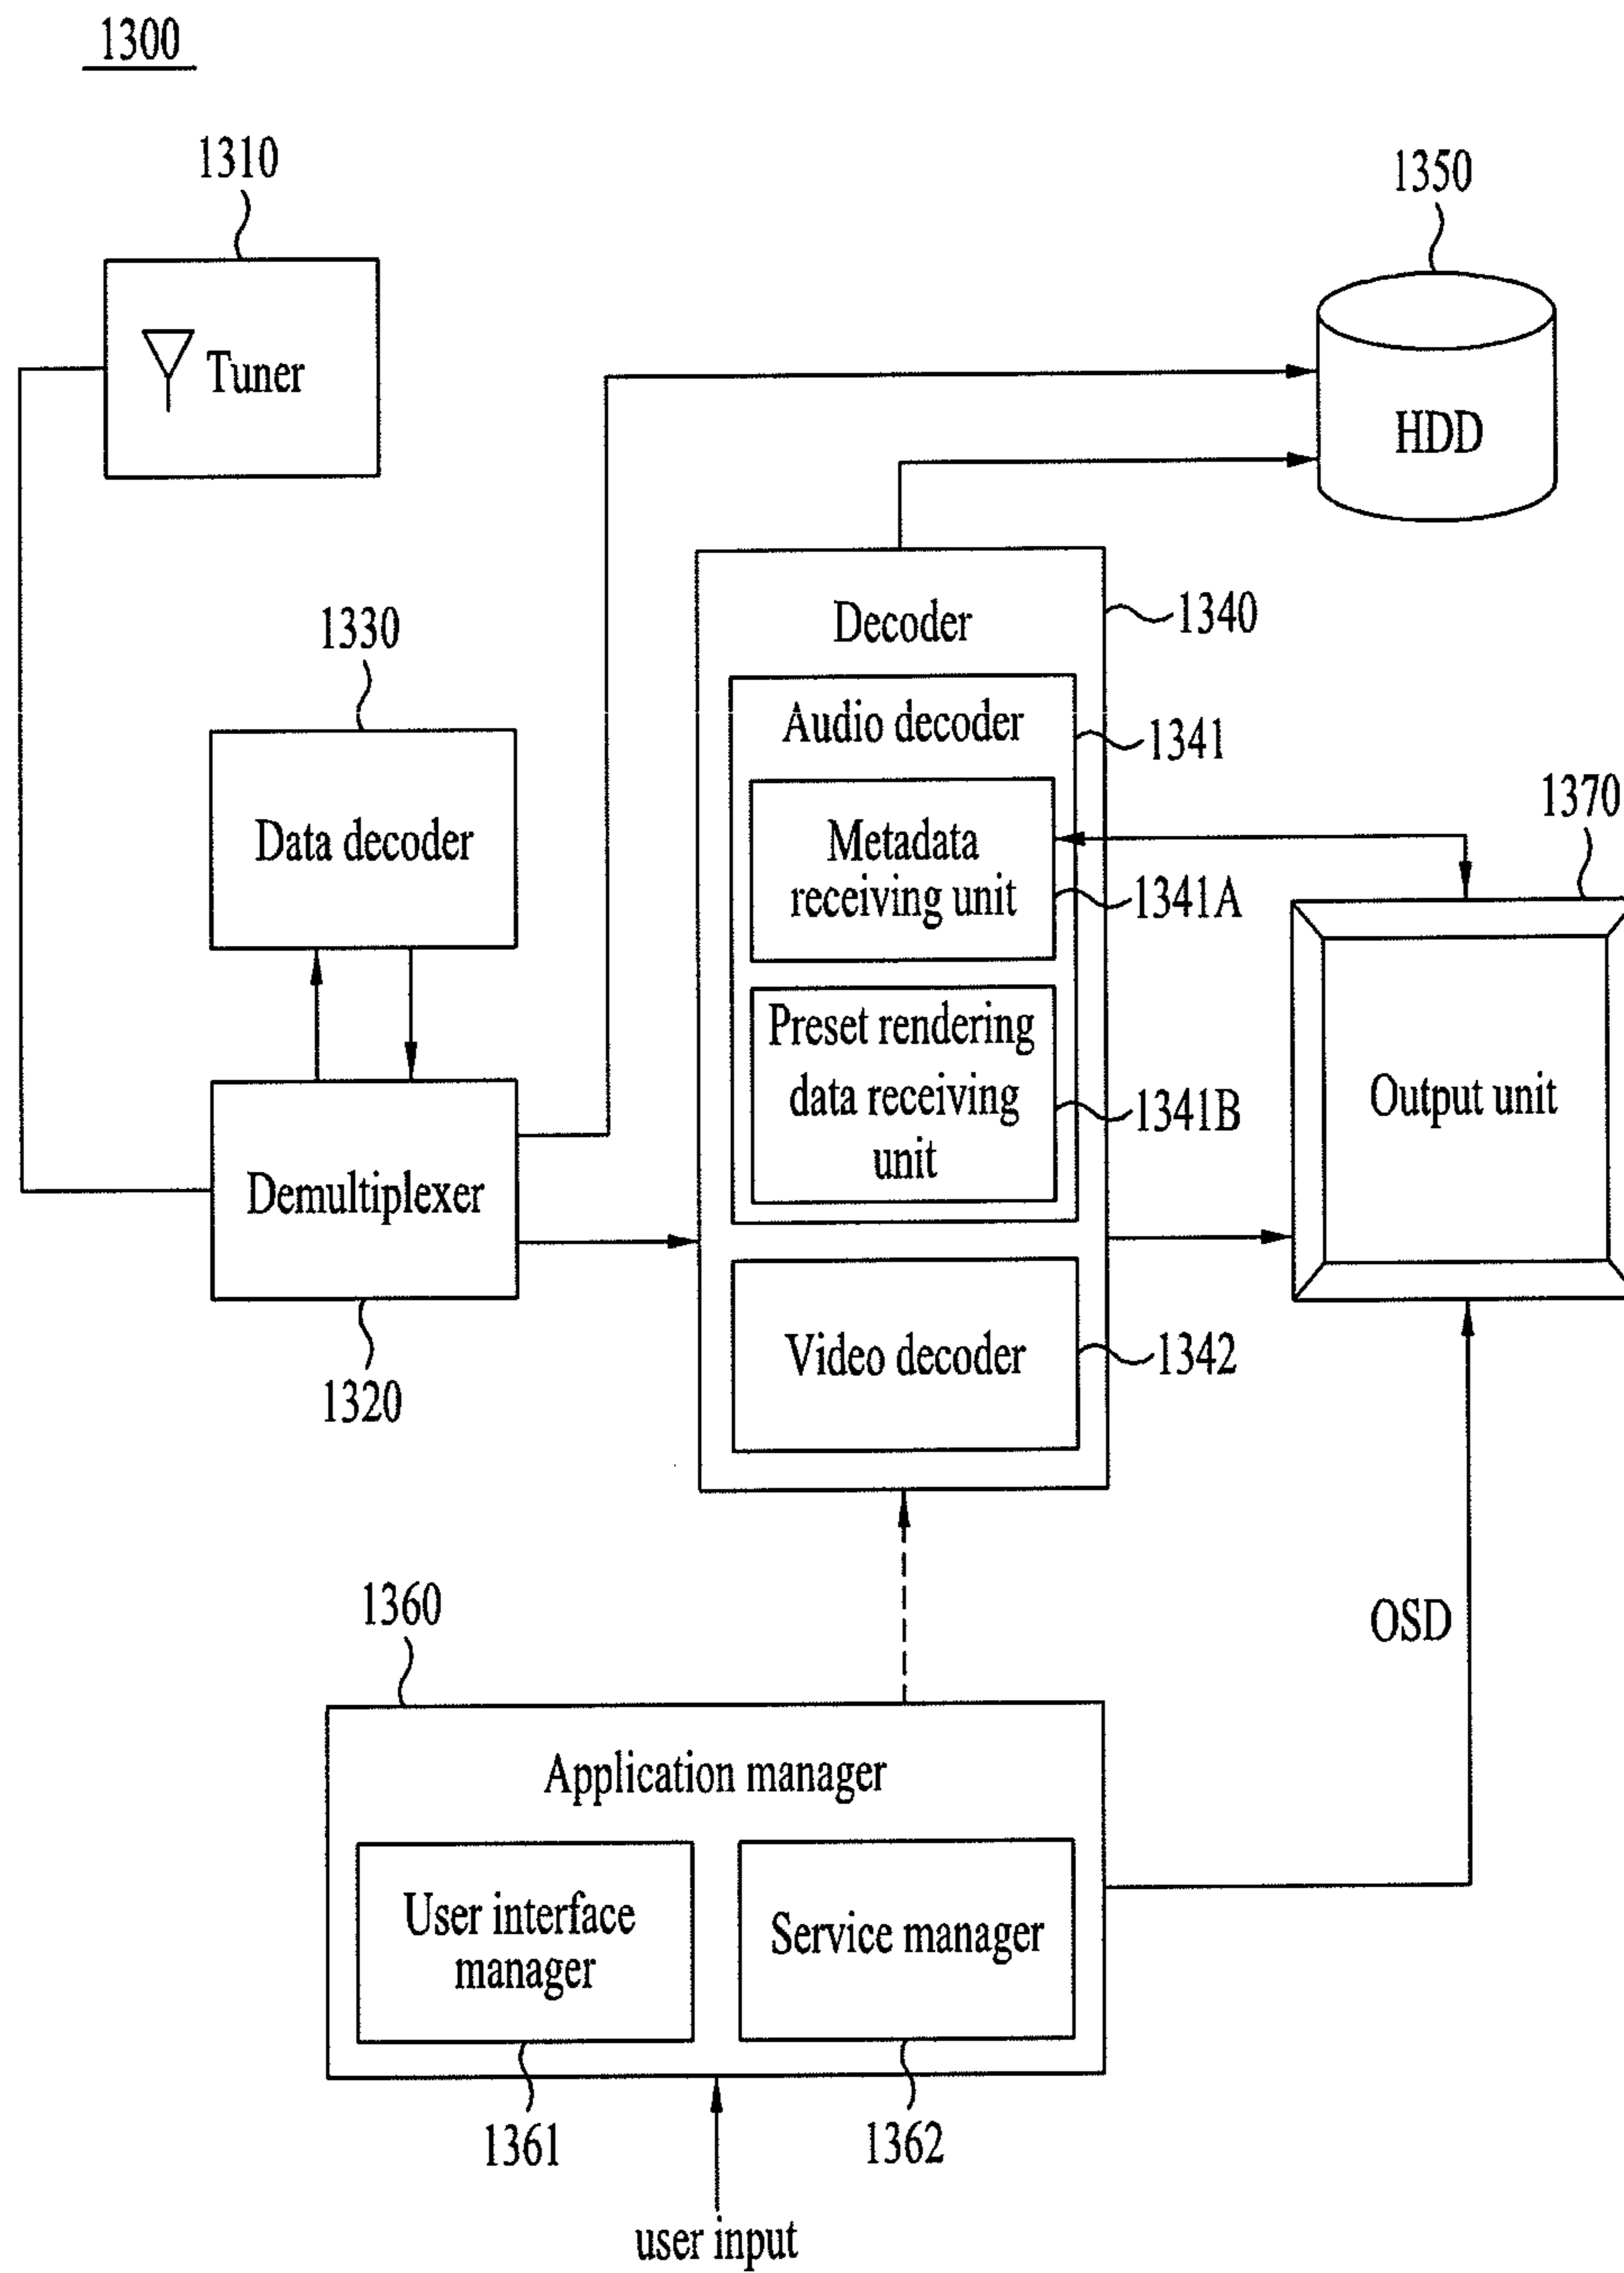 1300
1310
1350
Tuner
HDD
1330
Decoder
1340
Audio decoder
1341
Data decoder
Metadata
receiving unit
1341A
1370
Preset rendering
data receiving
unit
1341B
Output unit
Demultiplexer
1320
Video decoder
1342
1360
OSD
Application manager
User interface
manager
Service manager
1361
1362
user input